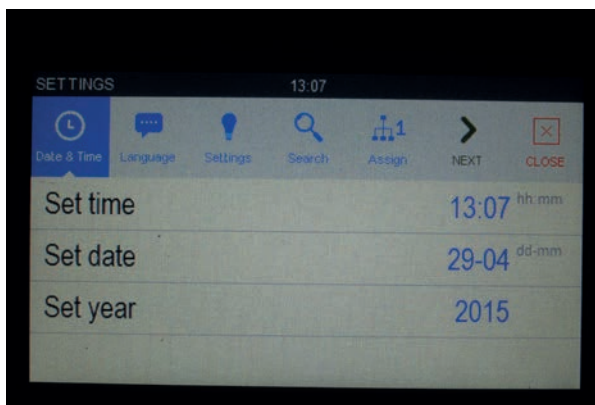 SETTINGS 13:07
Date & Time Language Settings Search Assign 1 NEXT CLOSE
Set time 13:07 hh:mm
Set date 29-04 dd-mm
Set year 2015